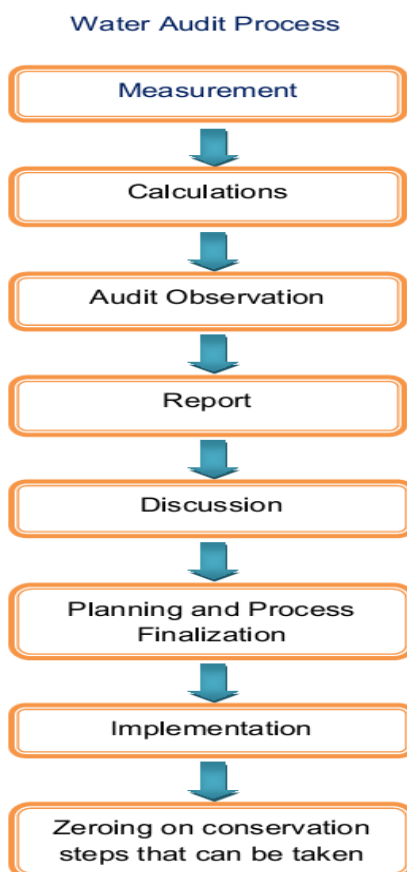 Water Audit Process
Measurement
Calculations
Audit Observation
Report
Discussion
Planning and Process
Finalization
Implementation
Zeroing on conservation
steps that can be taken